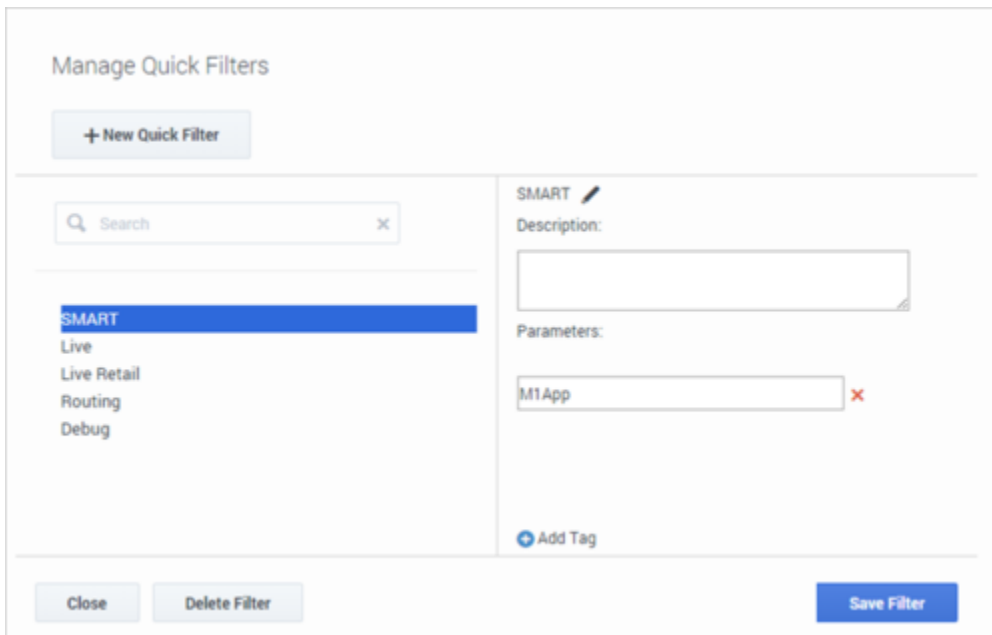 Manage Quick Filters
+ New Quick Filter
Search
SMART
Live
Live Retail
Routing
Debug
SMART
Description:
Parameters:
M1App
Add Tag
Close
Delete Filter
Save Filter